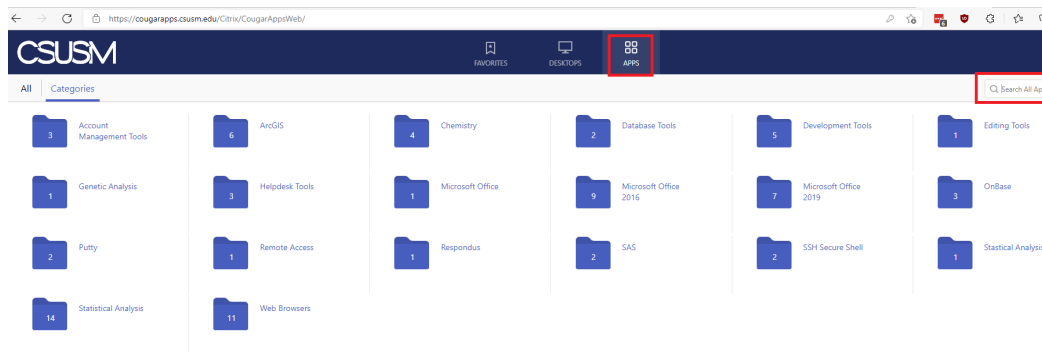 https://cougarapps.csusm.edu/Citrix/CougarAppsWeb/
6
CSUSM
FAVORITES
DESKTOPS
APPS
All
Categories
Search All Ap
3
Account
Management Tools
6
ArcGIS
4
Chemistry
2
Database Tools
5
Development Tools
1
Editing Tools
1
Genetic Analysis
3
Helpdesk Tools
1
Microsoft Office
9
Microsoft Office
2016
7
Microsoft Office
2019
3
OnBase
2
Putty
1
Remote Access
1
Respondus
2
SAS
2
SSH Secure Shell
1
Stastical Analysis
14
Statistical Analysis
11
Web Browsers